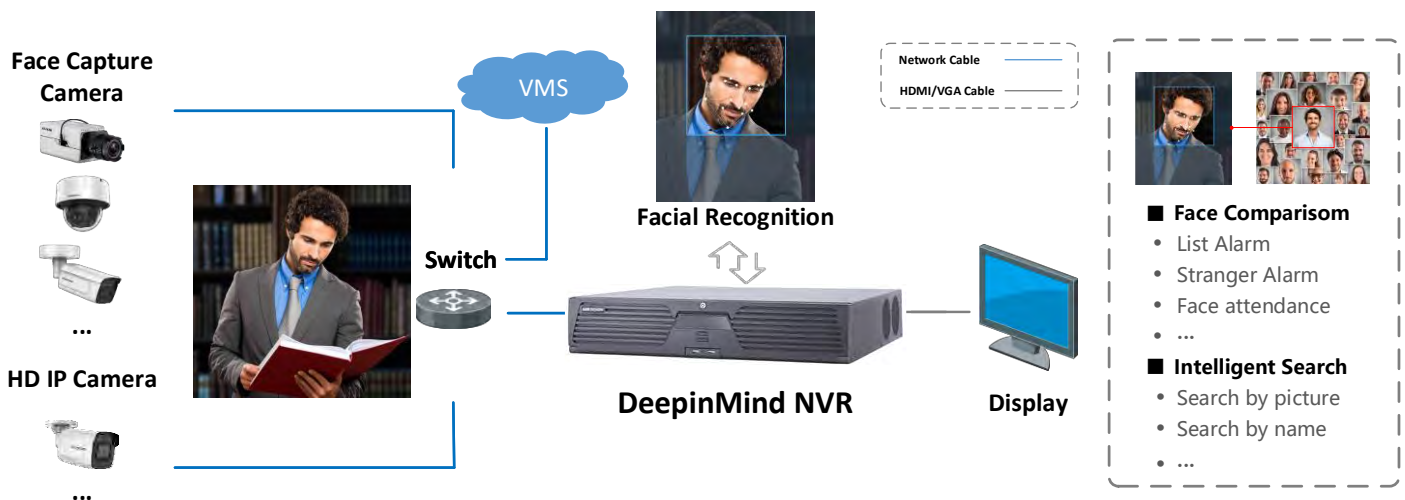 Face Capture
Camera
...
HD IP Camera
...
VMS
Switch
Facial Recognition
DeepinMind NVR
Display
Network Cable
HDMI/VGA Cable
■ Face Comparisom
• List Alarm
• Stranger Alarm
• Face attendance
• ...
■ Intelligent Search
• Search by picture
• Search by name
• ...